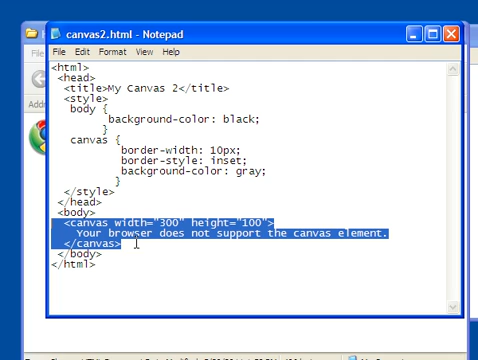 canvas2.html - Notepad
File Edit Format View Help
<html>
<head>
<title>My Canvas 2</title>
<style>
body {
background-color: black;
}
canvas {
border-width: 10px;
border-style: inset;
background-color: gray;
}
</style>
</head>
<body>
<canvas width="300" height="100">
Your browser does not support the canvas element.
</canvas>
</body>
</html>